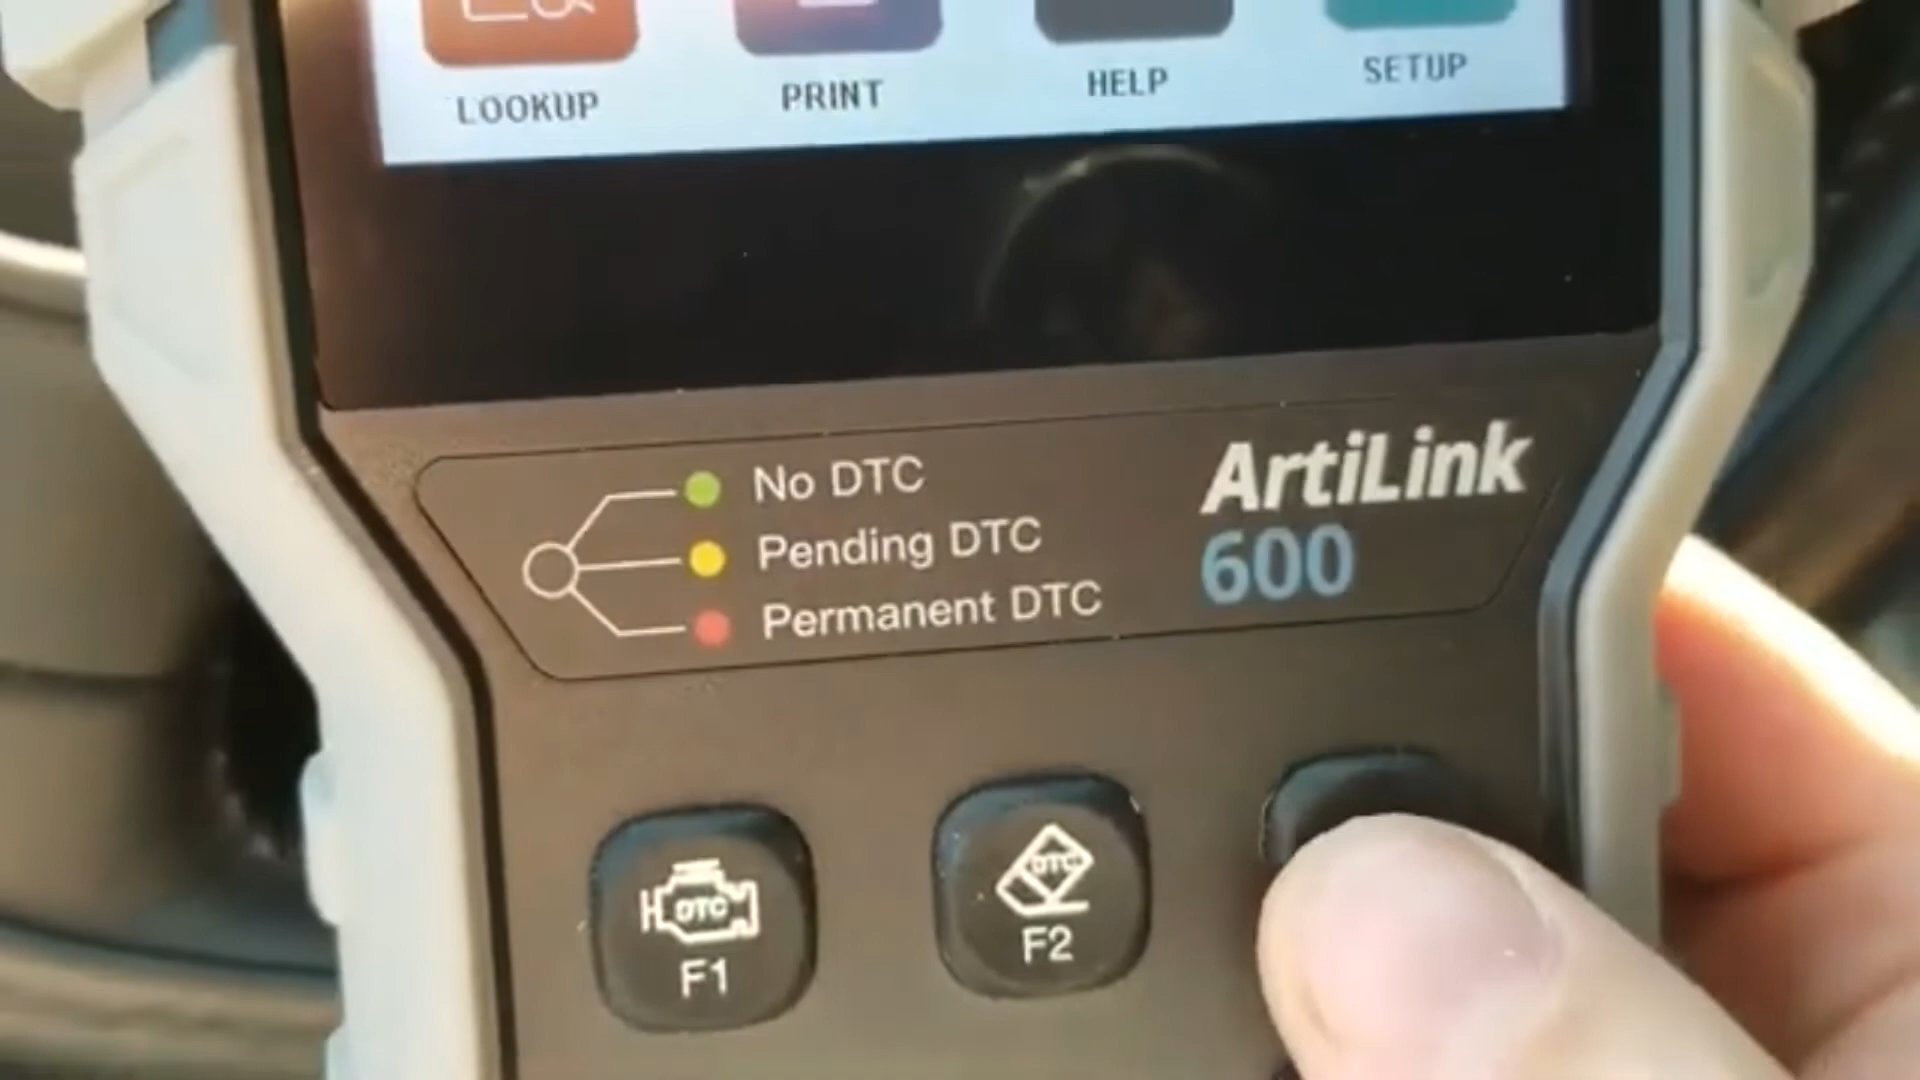 LOOKUP
PRINT
HELP
SETUP
No DTC
Pending DTC
Permanent DTC
ArtiLink
600
DTC
F1
DTC
F2